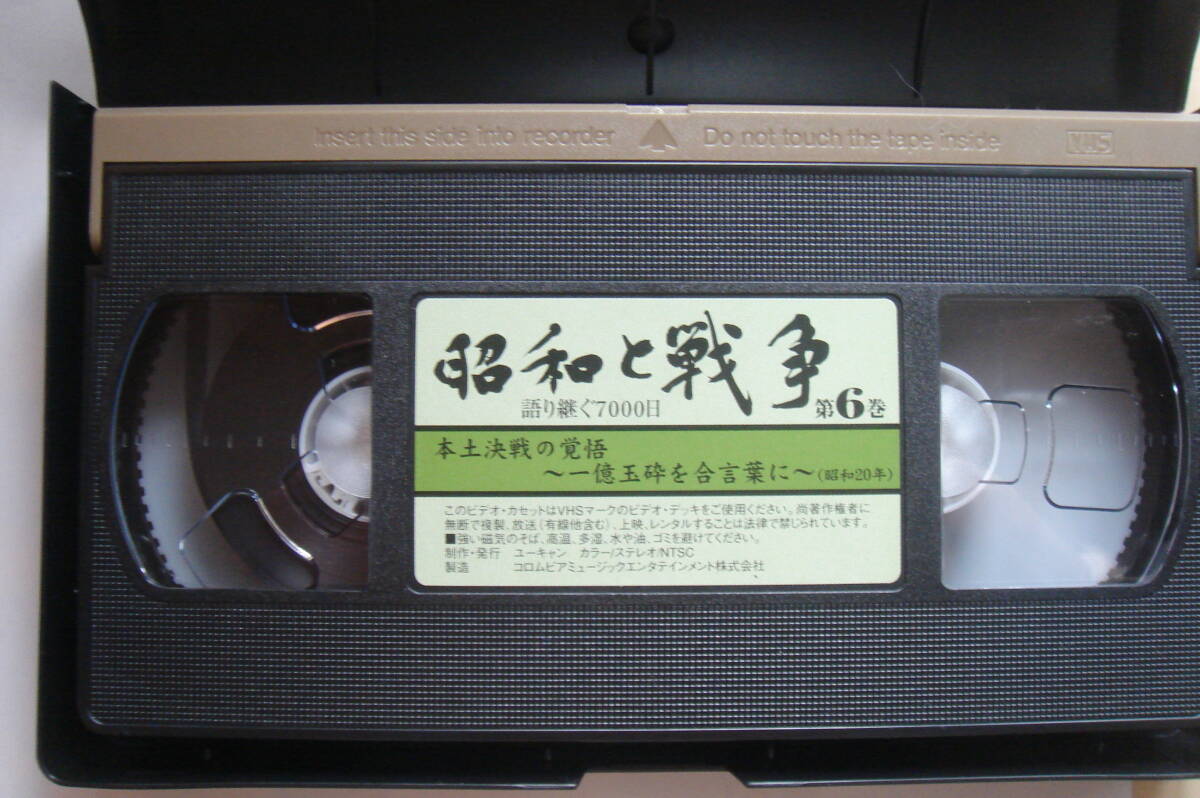 Insert this side into recorder Do not touch the tape inside VHS
昭和と戦争
語り継ぐ7000日 第6巻
本土決戦の覚悟
～一億玉砕を合言葉に～(昭和20年)
このビデオ・カセットはVHSマークのビデオ・デッキをご使用ください。尚著作権者に
無断で複製、放送(有線他含む)、上映、レンタルすることは法律で禁じられています。
■強い磁気のそば、高温、多湿、水や油、ゴミを避けてください。
制作・発行 ユーキャン カラー/ステレオ/NTSC
製造 コロムビアミュージックエンタテインメント株式会社